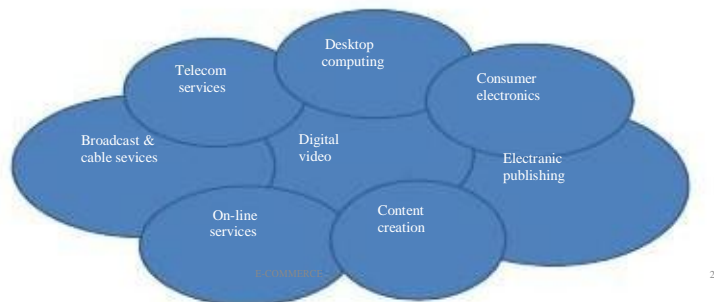 Desktop
computing
Telecom
services
Consumer
electronics
Broadcast &
cable sevices
Digital
video
Electranic
publishing
On-line
services
Content
creation
E-COMMERCE
2